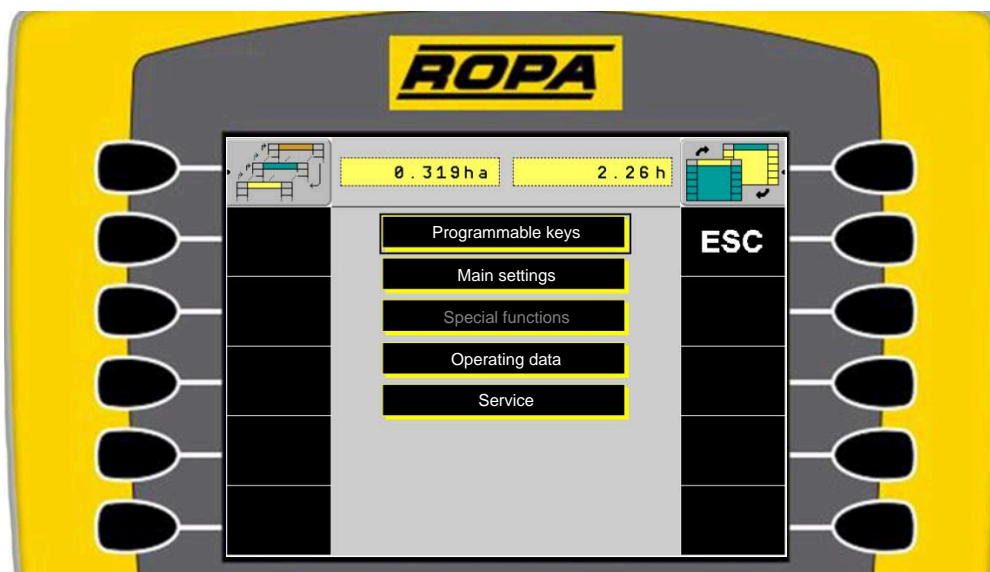 ROPA
0.319ha 2.26h
Programmable keys
ESC
Main settings
Special functions
Operating data
Service